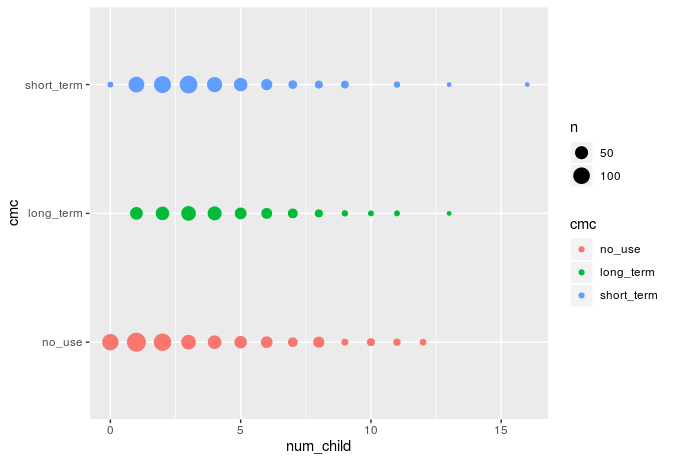 short_term
long_term
no_use
cmc
0 5 10 15
num_child
n
50
100
cmc
no_use
long_term
short_term